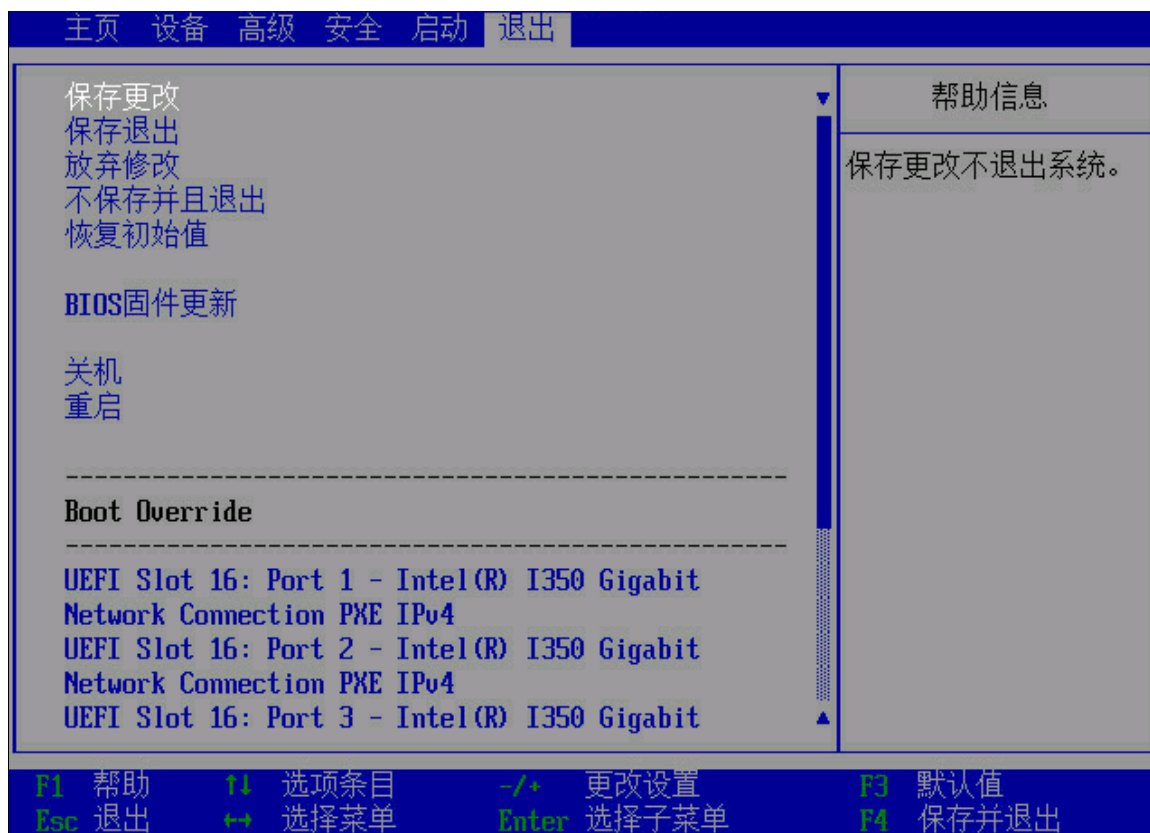 主页 设备 高级 安全 启动 退出
保存更改
保存退出
放弃修改
不保存并且退出
恢复初始值
BIOS固件更新
关机
重启
--------------------------------------------------
Boot Override
--------------------------------------------------
UEFI Slot 16: Port 1 - Intel(R) I350 Gigabit
Network Connection PXE IPv4
UEFI Slot 16: Port 2 - Intel(R) I350 Gigabit
Network Connection PXE IPv4
UEFI Slot 16: Port 3 - Intel(R) I350 Gigabit
帮助信息
保存更改不退出系统。
F1 帮助 ↑↓ 选项条目 -/+ 更改设置 F3 默认值
Esc 退出 ←→ 选择菜单 Enter 选择子菜单 F4 保存并退出